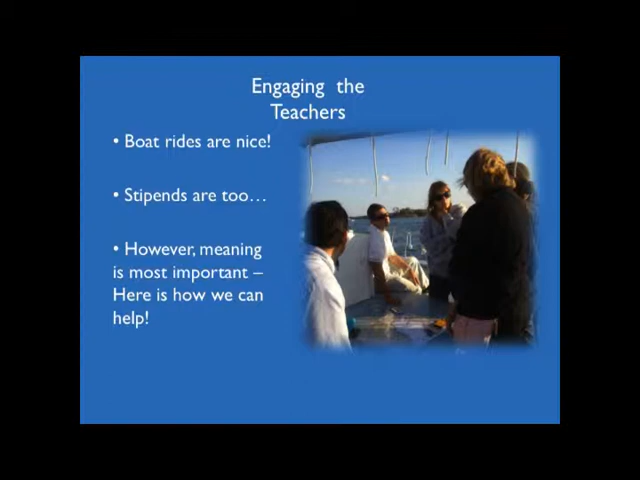 Engaging the
Teachers
• Boat rides are nice!
• Stipends are too…
• However, meaning
is most important –
Here is how we can
help!